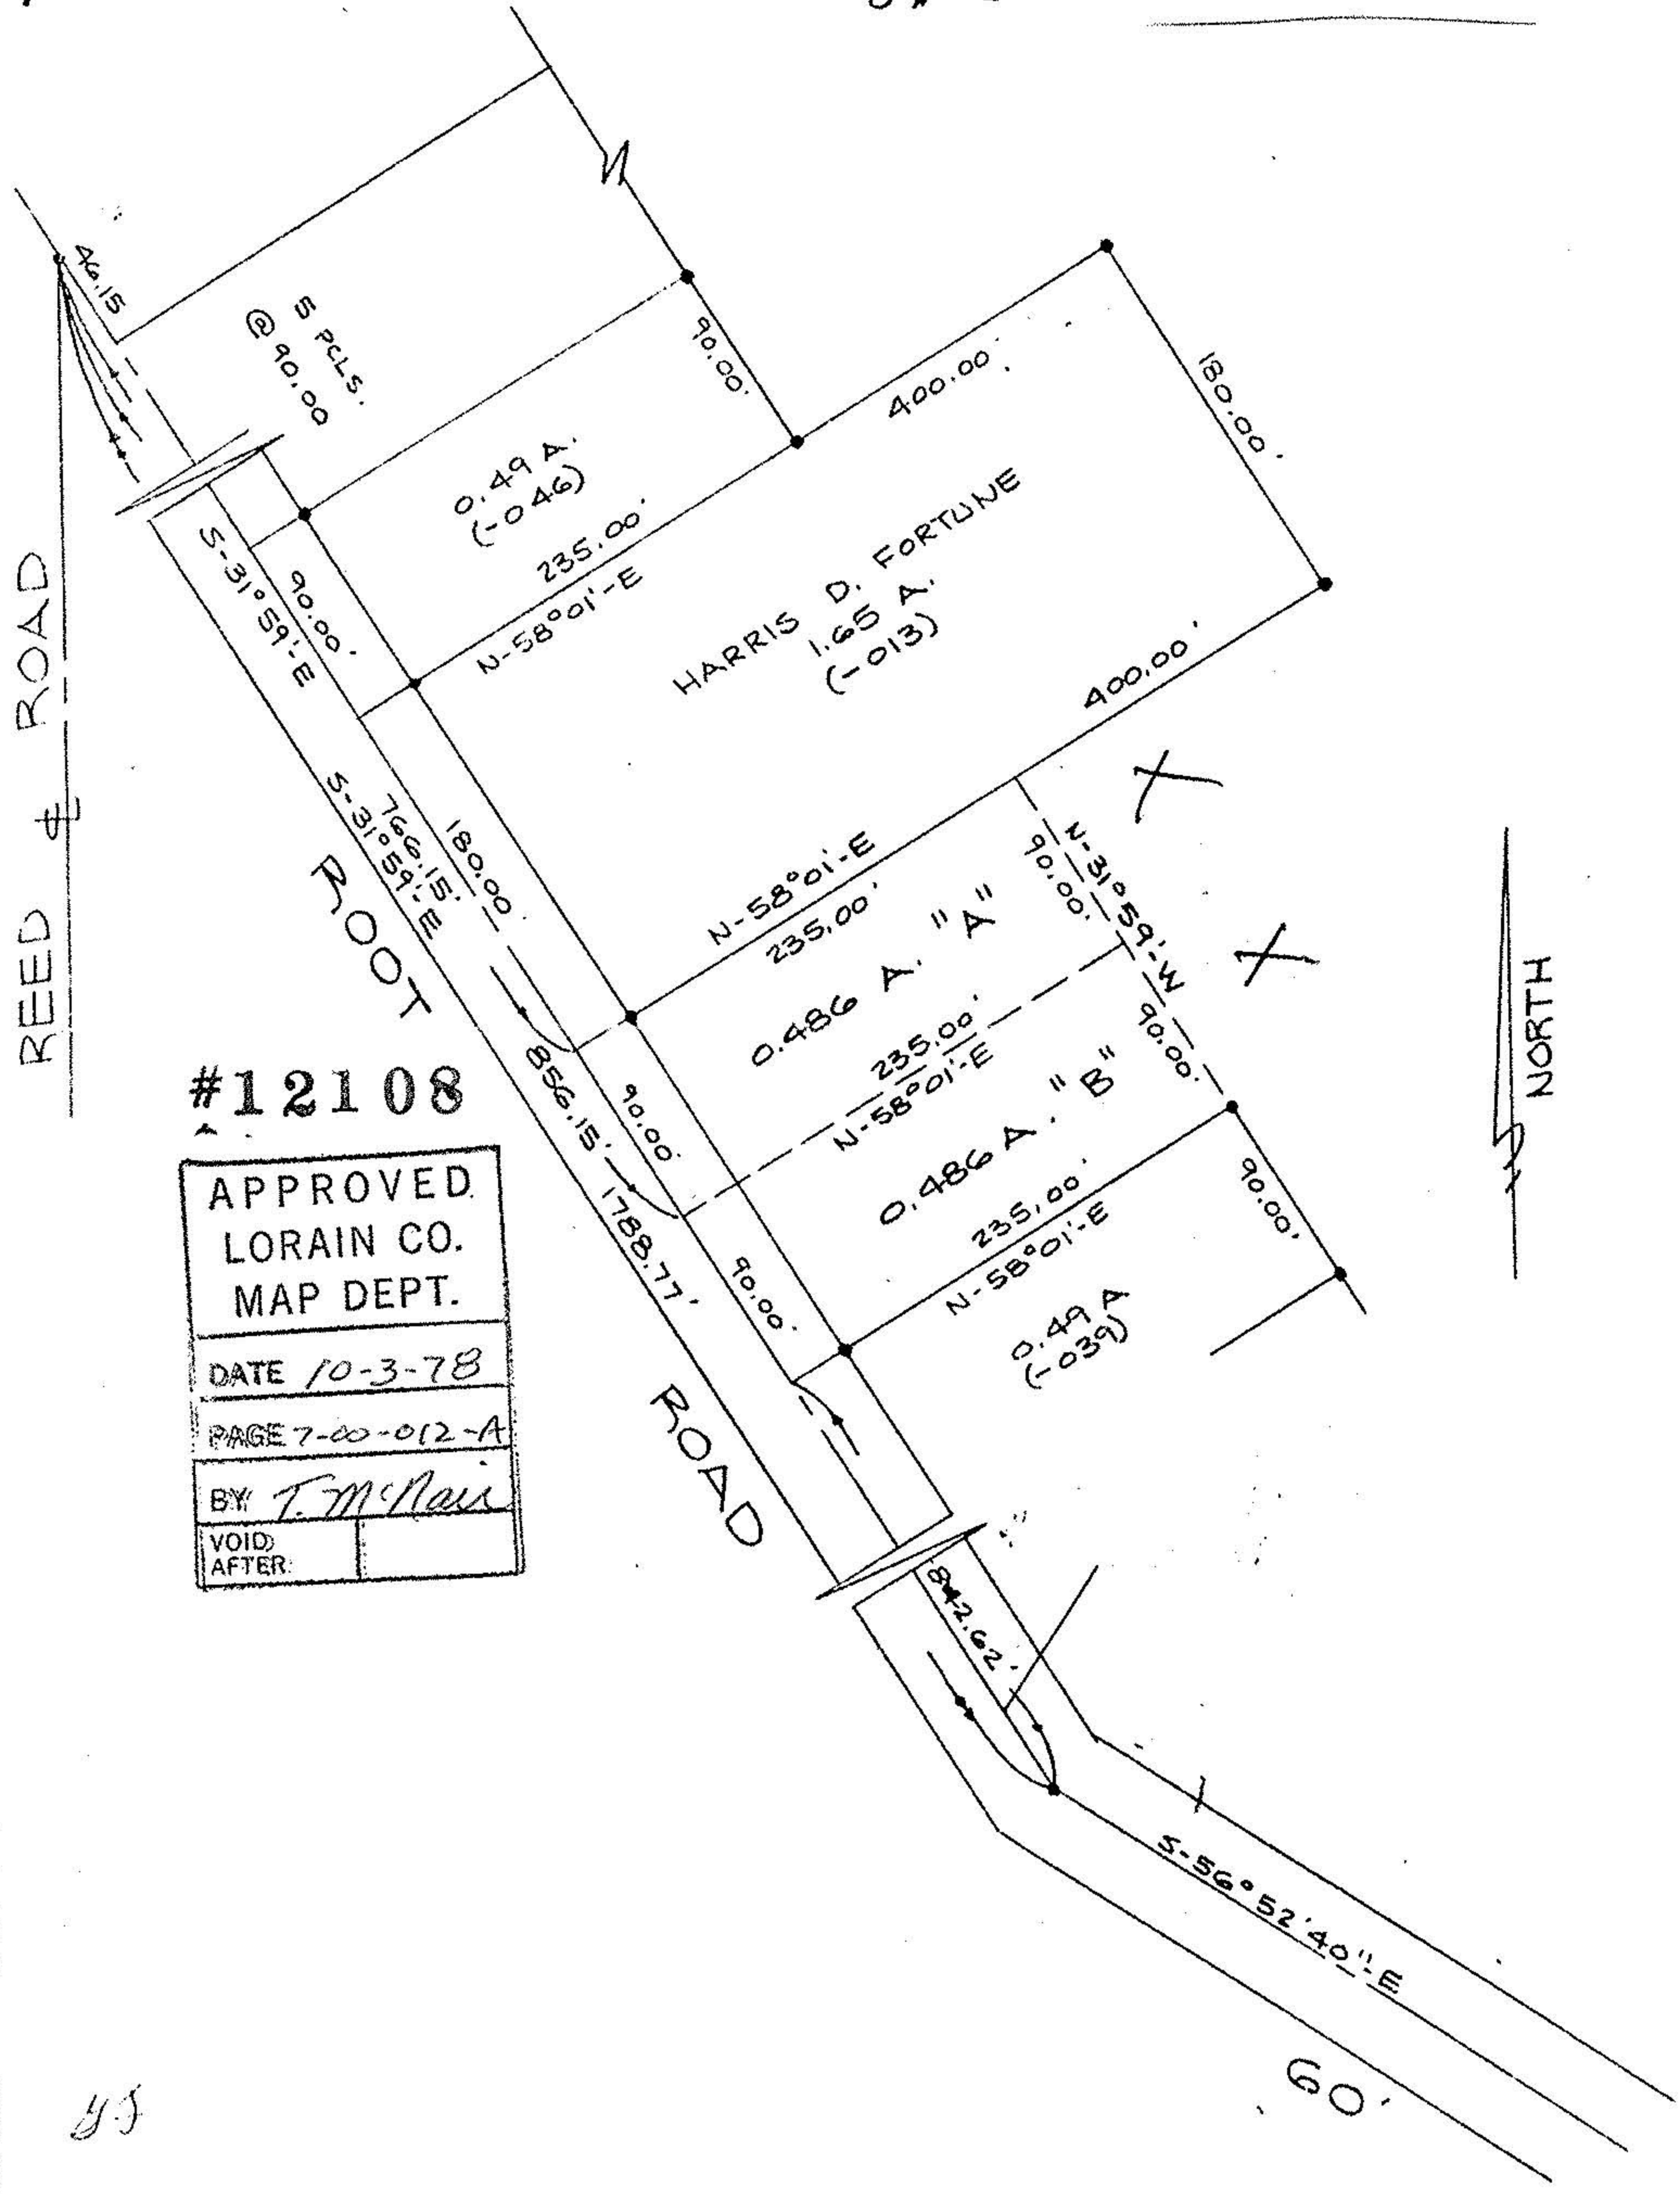 46.15
5 PCLS.
@ 90.00
0.49 A.
(-046)
90.00'
400.00'
180.00'
235.00'
N-58°01'-E
HARRIS D. FORTUNE
1.65 A.
(-013)
400.00'
S-31°59'-E
90.00'
REED ℄ ROAD
766.15'
S-31°59'-E
180.00
N-58°01'-E
235.00'
0.486 A. "A"
N-31°59'-W
90.00'
90.00'
ROOT
856.15'
90.00'
235.00'
N-58°01'-E
0.486 A. "B"
NORTH
#12108
APPROVED
LORAIN CO.
MAP DEPT.
DATE 10-3-78
PAGE 7-00-012-A
BY T. McNair
VOID
AFTER:
1788.77'
90.00'
235.00'
N-58°01'-E
90.00'
0.49 A
(-039)
ROAD
842.62'
S-56°52'40"-E
60'